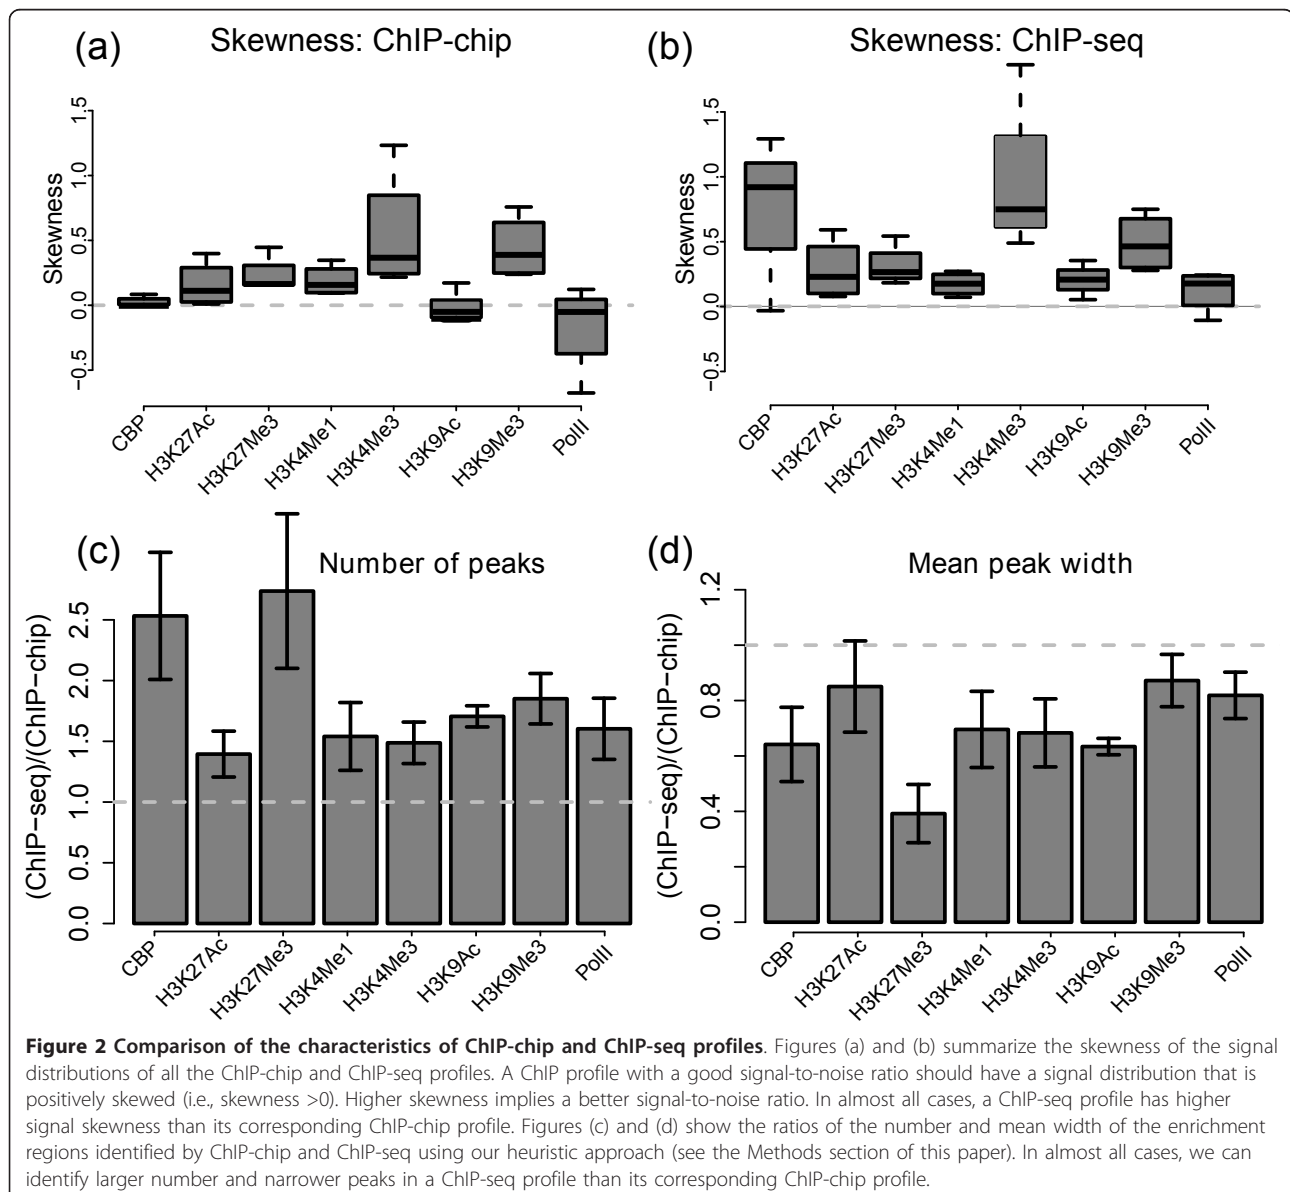 (a) Skewness: ChIP-chip
Skewness
1.5
1.0
0.5
0.0
−0.5
CBP
H3K27Ac
H3K27Me3
H3K4Me1
H3K4Me3
H3K9Ac
H3K9Me3
PolII
(b) Skewness: ChIP-seq
Skewness
1.5
1.0
0.5
0.0
−0.5
CBP
H3K27Ac
H3K27Me3
H3K4Me1
H3K4Me3
H3K9Ac
H3K9Me3
PolII
(c) Number of peaks
(ChIP−seq)/(ChIP−chip)
2.5
2.0
1.5
1.0
0.5
0.0
CBP
H3K27Ac
H3K27Me3
H3K4Me1
H3K4Me3
H3K9Ac
H3K9Me3
PolII
(d) Mean peak width
(ChIP−seq)/(ChIP−chip)
1.2
0.8
0.4
0.0
CBP
H3K27Ac
H3K27Me3
H3K4Me1
H3K4Me3
H3K9Ac
H3K9Me3
PolII
Figure 2 Comparison of the characteristics of ChIP-chip and ChIP-seq profiles. Figures (a) and (b) summarize the skewness of the signal
distributions of all the ChIP-chip and ChIP-seq profiles. A ChIP profile with a good signal-to-noise ratio should have a signal distribution that is
positively skewed (i.e., skewness >0). Higher skewness implies a better signal-to-noise ratio. In almost all cases, a ChIP-seq profile has higher
signal skewness than its corresponding ChIP-chip profile. Figures (c) and (d) show the ratios of the number and mean width of the enrichment
regions identified by ChIP-chip and ChIP-seq using our heuristic approach (see the Methods section of this paper). In almost all cases, we can
identify larger number and narrower peaks in a ChIP-seq profile than its corresponding ChIP-chip profile.